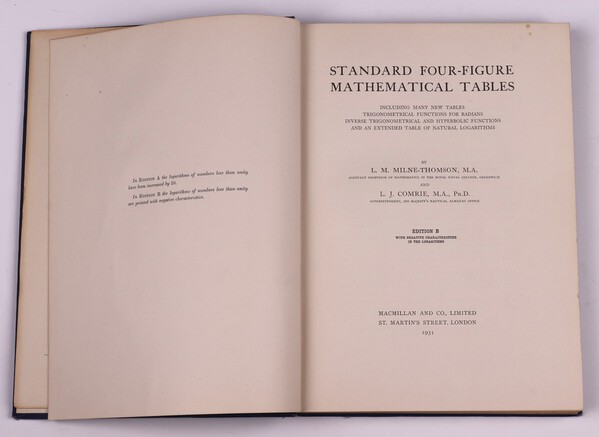 In EDITION A the logarithms of numbers less than unity
have been increased by 10.
In EDITION B the logarithms of numbers less than unity
are printed with negative characteristics.
STANDARD FOUR-FIGURE
MATHEMATICAL TABLES
INCLUDING MANY NEW TABLES
TRIGONOMETRICAL FUNCTIONS FOR RADIANS
INVERSE TRIGONOMETRICAL AND HYPERBOLIC FUNCTIONS
AND AN EXTENDED TABLE OF NATURAL LOGARITHMS
BY
L. M. MILNE-THOMSON, M.A.
ASSISTANT PROFESSOR OF MATHEMATICS IN THE ROYAL NAVAL COLLEGE, GREENWICH
AND
L. J. COMRIE, M.A., PH.D.
SUPERINTENDENT, HIS MAJESTY'S NAUTICAL ALMANAC OFFICE
EDITION B
WITH NEGATIVE CHARACTERISTICS
IN THE LOGARITHMS
MACMILLAN AND CO., LIMITED
ST. MARTIN'S STREET, LONDON
1931